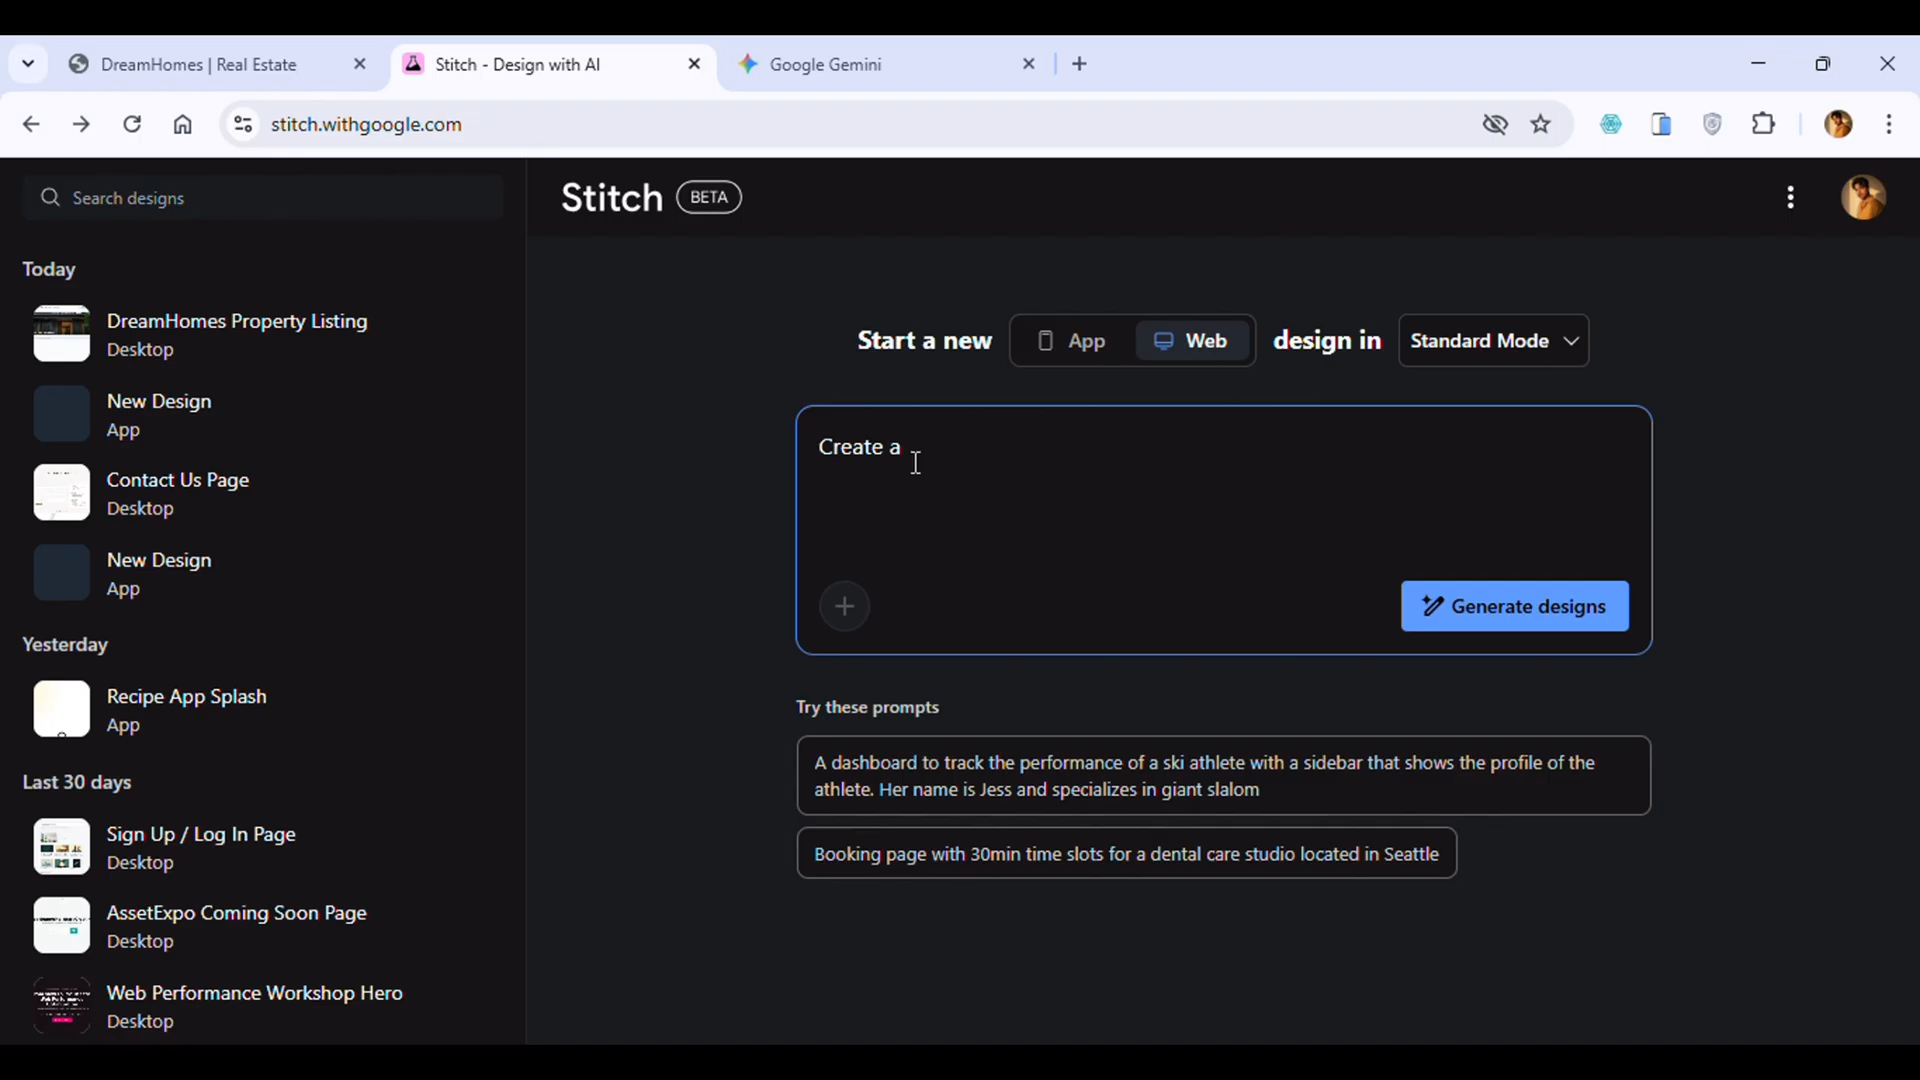 DreamHomes | Real Estate
Stitch - Design with AI
Google Gemini
stitch.withgoogle.com
Search designs
Today
DreamHomes Property Listing
Desktop
New Design
App
Contact Us Page
Desktop
New Design
App
Yesterday
Recipe App Splash
App
Last 30 days
Sign Up / Log In Page
Desktop
AssetExpo Coming Soon Page
Desktop
Web Performance Workshop Hero
Desktop
Stitch BETA
Start a new App Web design in Standard Mode
Create a
Generate designs
Try these prompts
A dashboard to track the performance of a ski athlete with a sidebar that shows the profile of the
athlete. Her name is Jess and specializes in giant slalom
Booking page with 30min time slots for a dental care studio located in Seattle